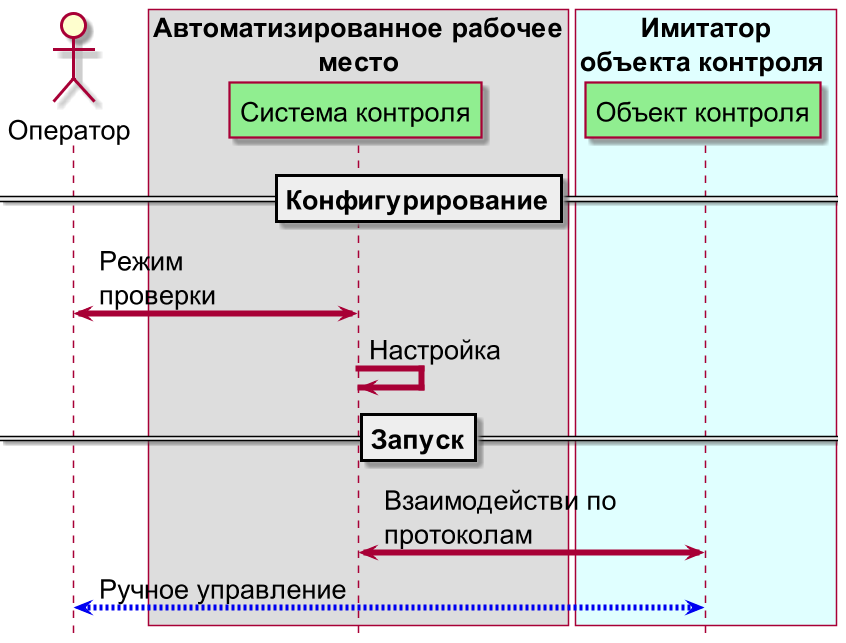 Автоматизированное рабочее
место
Имитатор
объекта контроля
Оператор
Система контроля
Объект контроля
Конфигурирование
Режим
проверки
Настройка
Запуск
Взаимодействи по
протоколам
Ручное управление